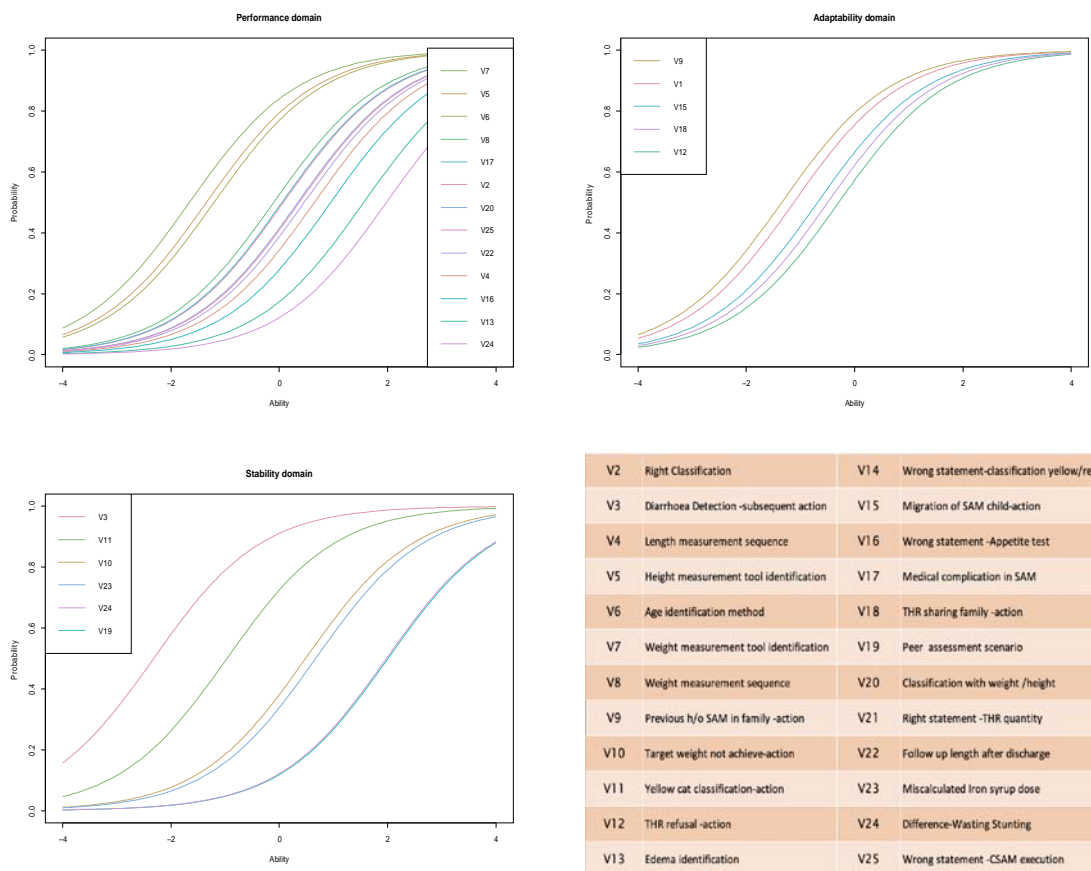 Performance domain
1.0
0.8
0.6
0.4
0.2
0.0
Probability
−4
−2
0
2
4
Ability
V7
V5
V6
V8
V17
V2
V20
V25
V22
V4
V16
V13
V24
Adaptability domain
1.0
0.8
0.6
0.4
0.2
0.0
Probability
−4
−2
0
2
4
Ability
V9
V1
V15
V18
V12
Stability domain
1.0
0.8
0.6
0.4
0.2
0.0
Probability
−4
−2
0
2
4
Ability
V3
V11
V10
V23
V24
V19
V2 Right Classification V14 Wrong statement-classification yellow/re
V3 Diarrhoea Detection -subsequent action V15 Migration of SAM child-action
V4 Length measurement sequence V16 Wrong statement -Appetite test
V5 Height measurement tool identification V17 Medical complication in SAM
V6 Age identification method V18 THR sharing family -action
V7 Weight measurement tool identification V19 Peer assessment scenario
V8 Weight measurement sequence V20 Classification with weight /height
V9 Previous h/o SAM in family -action V21 Right statement -THR quantity
V10 Target weight not achieve-action V22 Follow up length after discharge
V11 Yellow cat classification-action V23 Miscalculated Iron syrup dose
V12 THR refusal -action V24 Difference-Wasting Stunting
V13 Edema identification V25 Wrong statement -CSAM execution